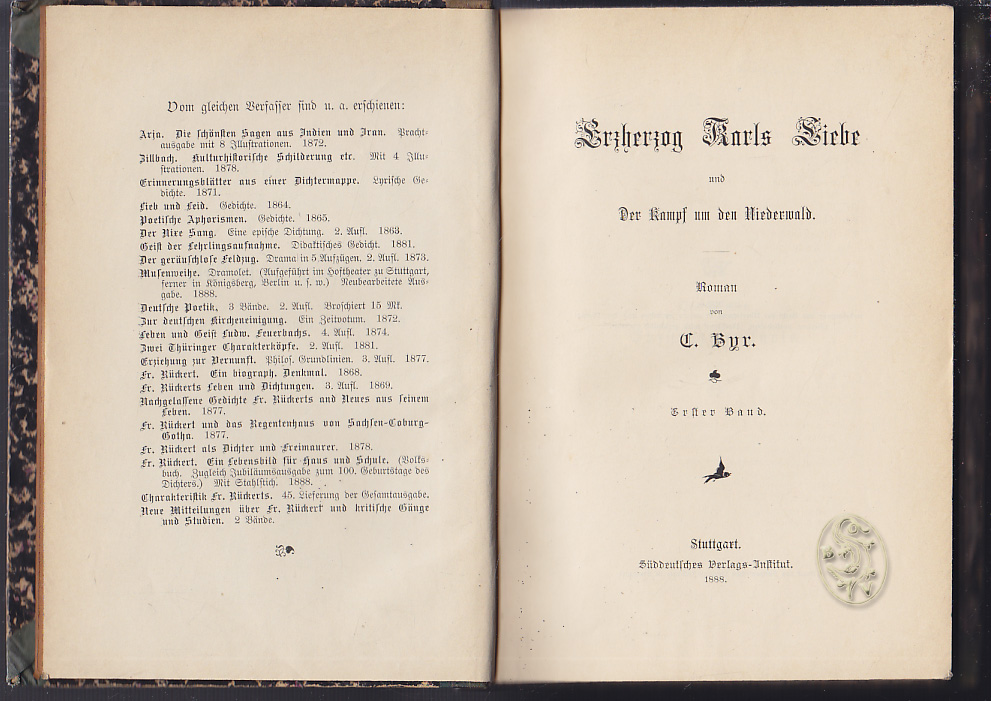 Vom gleichen Verfasser sind u. a. erschienen:
Arja. Die schönsten Sagen aus Indien und Iran. Pracht-
ausgabe mit 8 Illustrationen. 1872.
Zillbach. Kulturhistorische Schilderung etc. Mit 4 Illu-
strationen. 1878.
Erinnerungsblätter aus einer Dichtermappe. Lyrische Ge-
dichte. 1871.
Lieb und Leid. Gedichte. 1864.
Poetische Aphorismen. Gedichte. 1865.
Der Nixe Sang. Eine epische Dichtung. 2. Aufl. 1863.
Geist der Lehrlingsaufnahme. Didaktisches Gedicht. 1881.
Der geräuschlose Feldzug. Drama in 5 Aufzügen. 2. Aufl. 1873.
Musenweihe. Dramolet. (Aufgeführt im Hoftheater zu Stuttgart,
ferner in Königsberg, Berlin u. s. w.) Neubearbeitete Aus-
gabe. 1888.
Deutsche Poetik. 3 Bände. 2. Aufl. Broschiert 15 Mk.
Zur deutschen Kircheneinigung. Ein Zeitvotum. 1872.
Leben und Geist Ludw. Feuerbachs. 4. Aufl. 1874.
Zwei Thüringer Charakterköpfe. 2. Aufl. 1881.
Erziehung zur Vernunft. Philos. Grundlinien. 3. Aufl. 1877.
Fr. Rückert. Ein biograph. Denkmal. 1868.
Fr. Rückerts Leben und Dichtungen. 3. Aufl. 1869.
Nachgelassene Gedichte Fr. Rückerts und Neues aus seinem
Leben. 1877.
Fr. Rückert und das Regentenhaus von Sachsen-Coburg-
Gotha. 1877.
Fr. Rückert als Dichter und Freimaurer. 1878.
Fr. Rückert. Ein Lebensbild für Haus und Schule. (Volks-
buch. Zugleich Jubiläumsausgabe zum 100. Geburtstage des
Dichters.) Mit Stahlstich. 1888.
Charakteristik Fr. Rückerts. 45. Lieferung der Gesamtausgabe.
Neue Mitteilungen über Fr. Rückert und kritische Gänge
und Studien. 2 Bände.
Erzherzog Karls Liebe
und
Der Kampf um den Niederwald.
Roman
von
C. Byr.
Erster Band.
Stuttgart.
Süddeutsches Verlags-Institut.
1888.